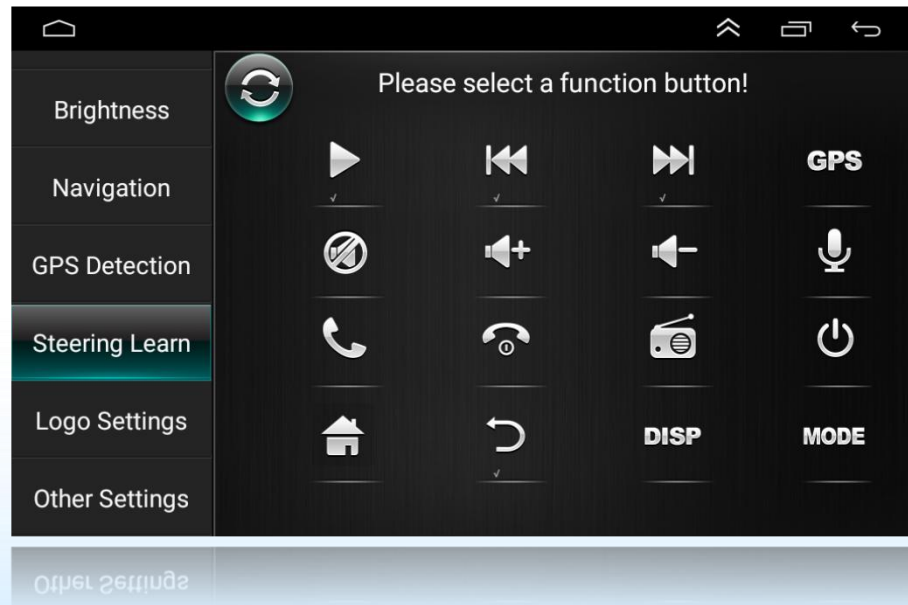 Please select a function button!
Brightness
Navigation
GPS Detection
Steering Learn
Logo Settings
Other Settings
GPS
DISP
MODE
Other Settings